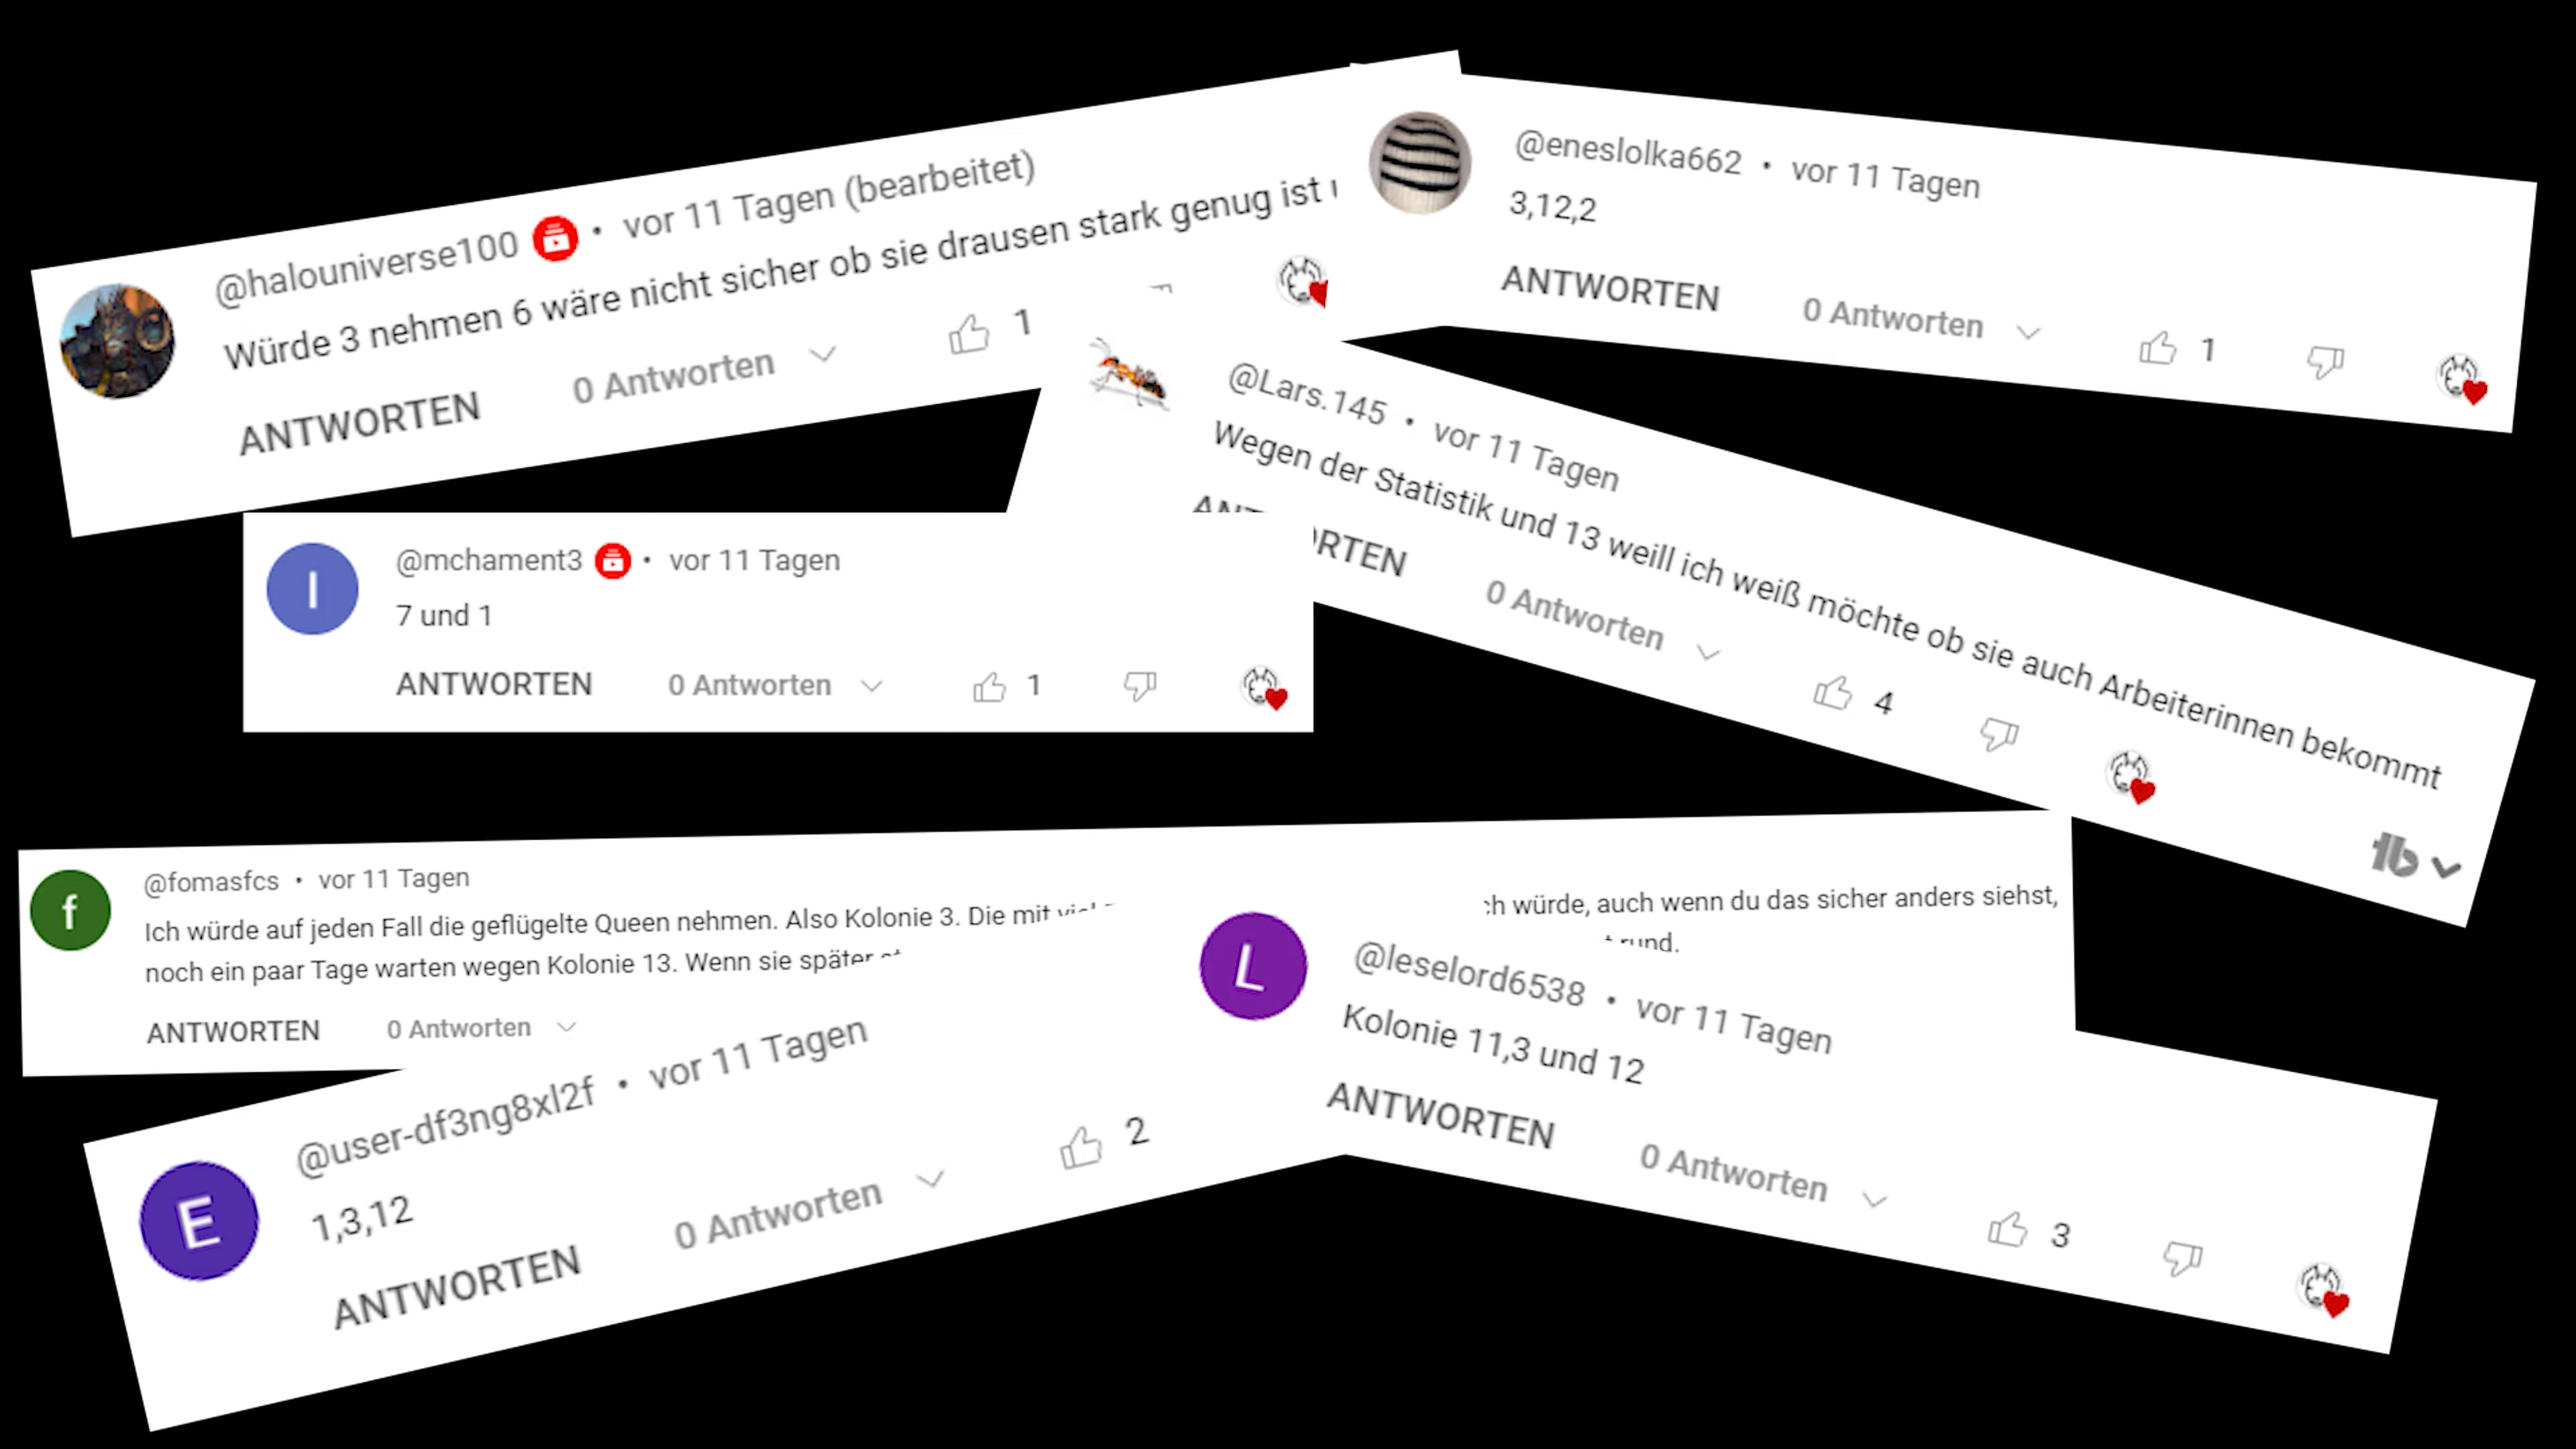 @halouniverse100 • vor 11 Tagen (bearbeitet)
Würde 3 nehmen 6 wäre nicht sicher ob sie drausen stark genug ist
ANTWORTEN 0 Antworten 1
@eneslolka662 • vor 11 Tagen
3,12,2
ANTWORTEN 0 Antworten 1
@Lars.145 • vor 11 Tagen
Wegen der Statistik und 13 weill ich weiß möchte ob sie auch Arbeiterinnen bekommt
0 Antworten 4
@mchament3 • vor 11 Tagen
7 und 1
ANTWORTEN 0 Antworten 1
@fomasfcs • vor 11 Tagen
Ich würde auf jeden Fall die geflügelte Queen nehmen. Also Kolonie 3. Die mit würde, auch wenn du das sicher anders siehst,
noch ein paar Tage warten wegen Kolonie 13. Wenn sie später
ANTWORTEN 0 Antworten
@leselord6538 • vor 11 Tagen
Kolonie 11,3 und 12
ANTWORTEN 0 Antworten 3
@user-df3ng8xl2f • vor 11 Tagen
1,3,12
ANTWORTEN 0 Antworten 2